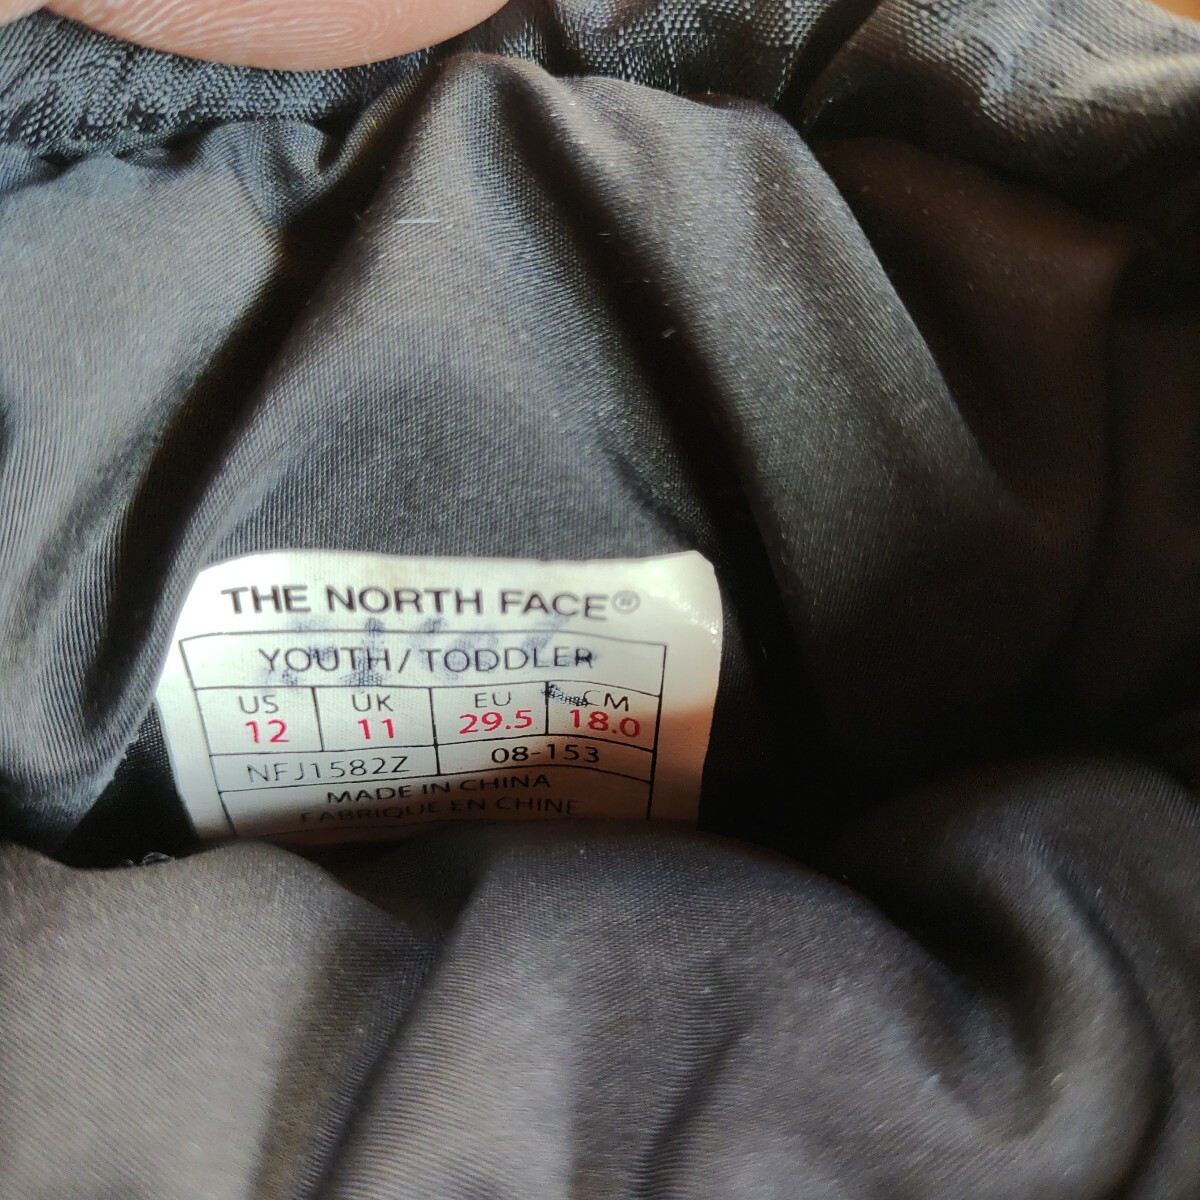 THE NORTH FACE®
YOUTH/TODDLER
US UK EU CM
12 11 29.5 18.0
NFJ1582Z 08-153
MADE IN CHINA
FABRIQUE EN CHINE